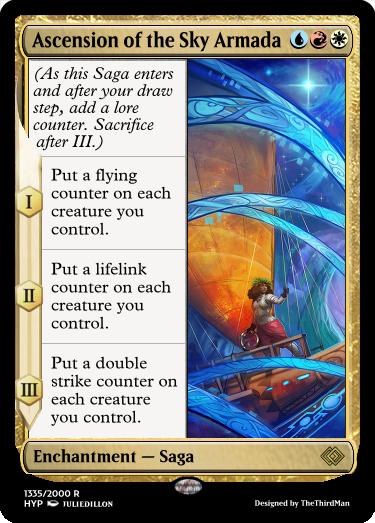 Ascension of the Sky Armada
(As this Saga enters
and after your draw
step, add a lore
counter. Sacrifice
after III.)
I
Put a flying
counter on each
creature you
control.
II
Put a lifelink
counter on each
creature you
control.
III
Put a double
strike counter on
each creature
you control.
Enchantment — Saga
1335/2000 R
HYP JULIEDILLON
Designed by TheThirdMan